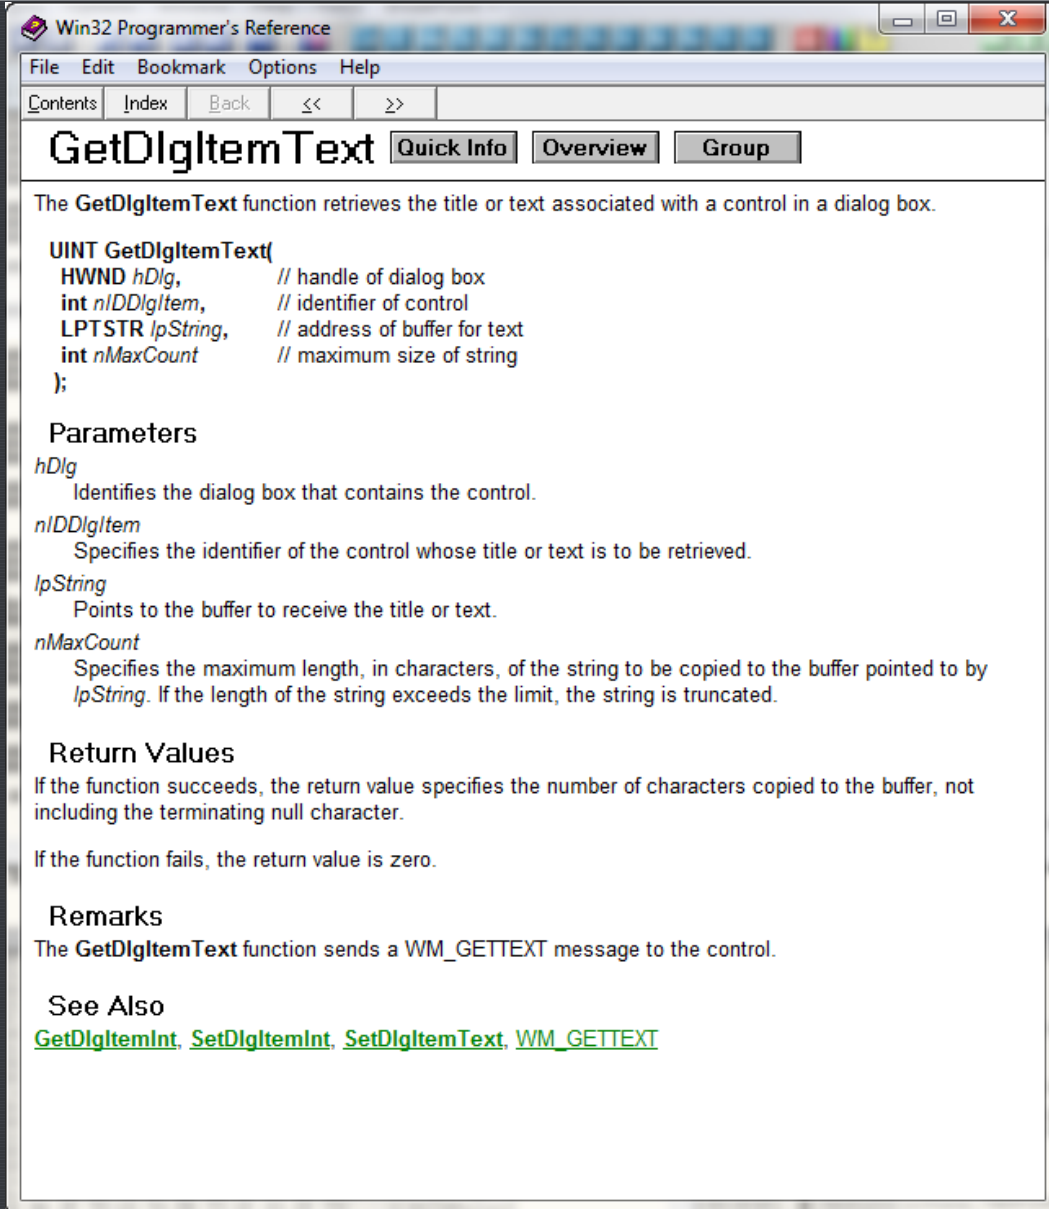 Win32 Programmer's Reference
File Edit Bookmark Options Help
Contents Index Back << >>
GetDlgItemText Quick Info Overview Group
The GetDlgItemText function retrieves the title or text associated with a control in a dialog box.
UINT GetDlgItemText(
HWND hDlg, // handle of dialog box
int nIDDlgItem, // identifier of control
LPTSTR lpString, // address of buffer for text
int nMaxCount // maximum size of string
);
Parameters
hDlg
Identifies the dialog box that contains the control.
nIDDlgItem
Specifies the identifier of the control whose title or text is to be retrieved.
lpString
Points to the buffer to receive the title or text.
nMaxCount
Specifies the maximum length, in characters, of the string to be copied to the buffer pointed to by
lpString. If the length of the string exceeds the limit, the string is truncated.
Return Values
If the function succeeds, the return value specifies the number of characters copied to the buffer, not
including the terminating null character.
If the function fails, the return value is zero.
Remarks
The GetDlgItemText function sends a WM_GETTEXT message to the control.
See Also
GetDlgItemInt, SetDlgItemInt, SetDlgItemText, WM_GETTEXT